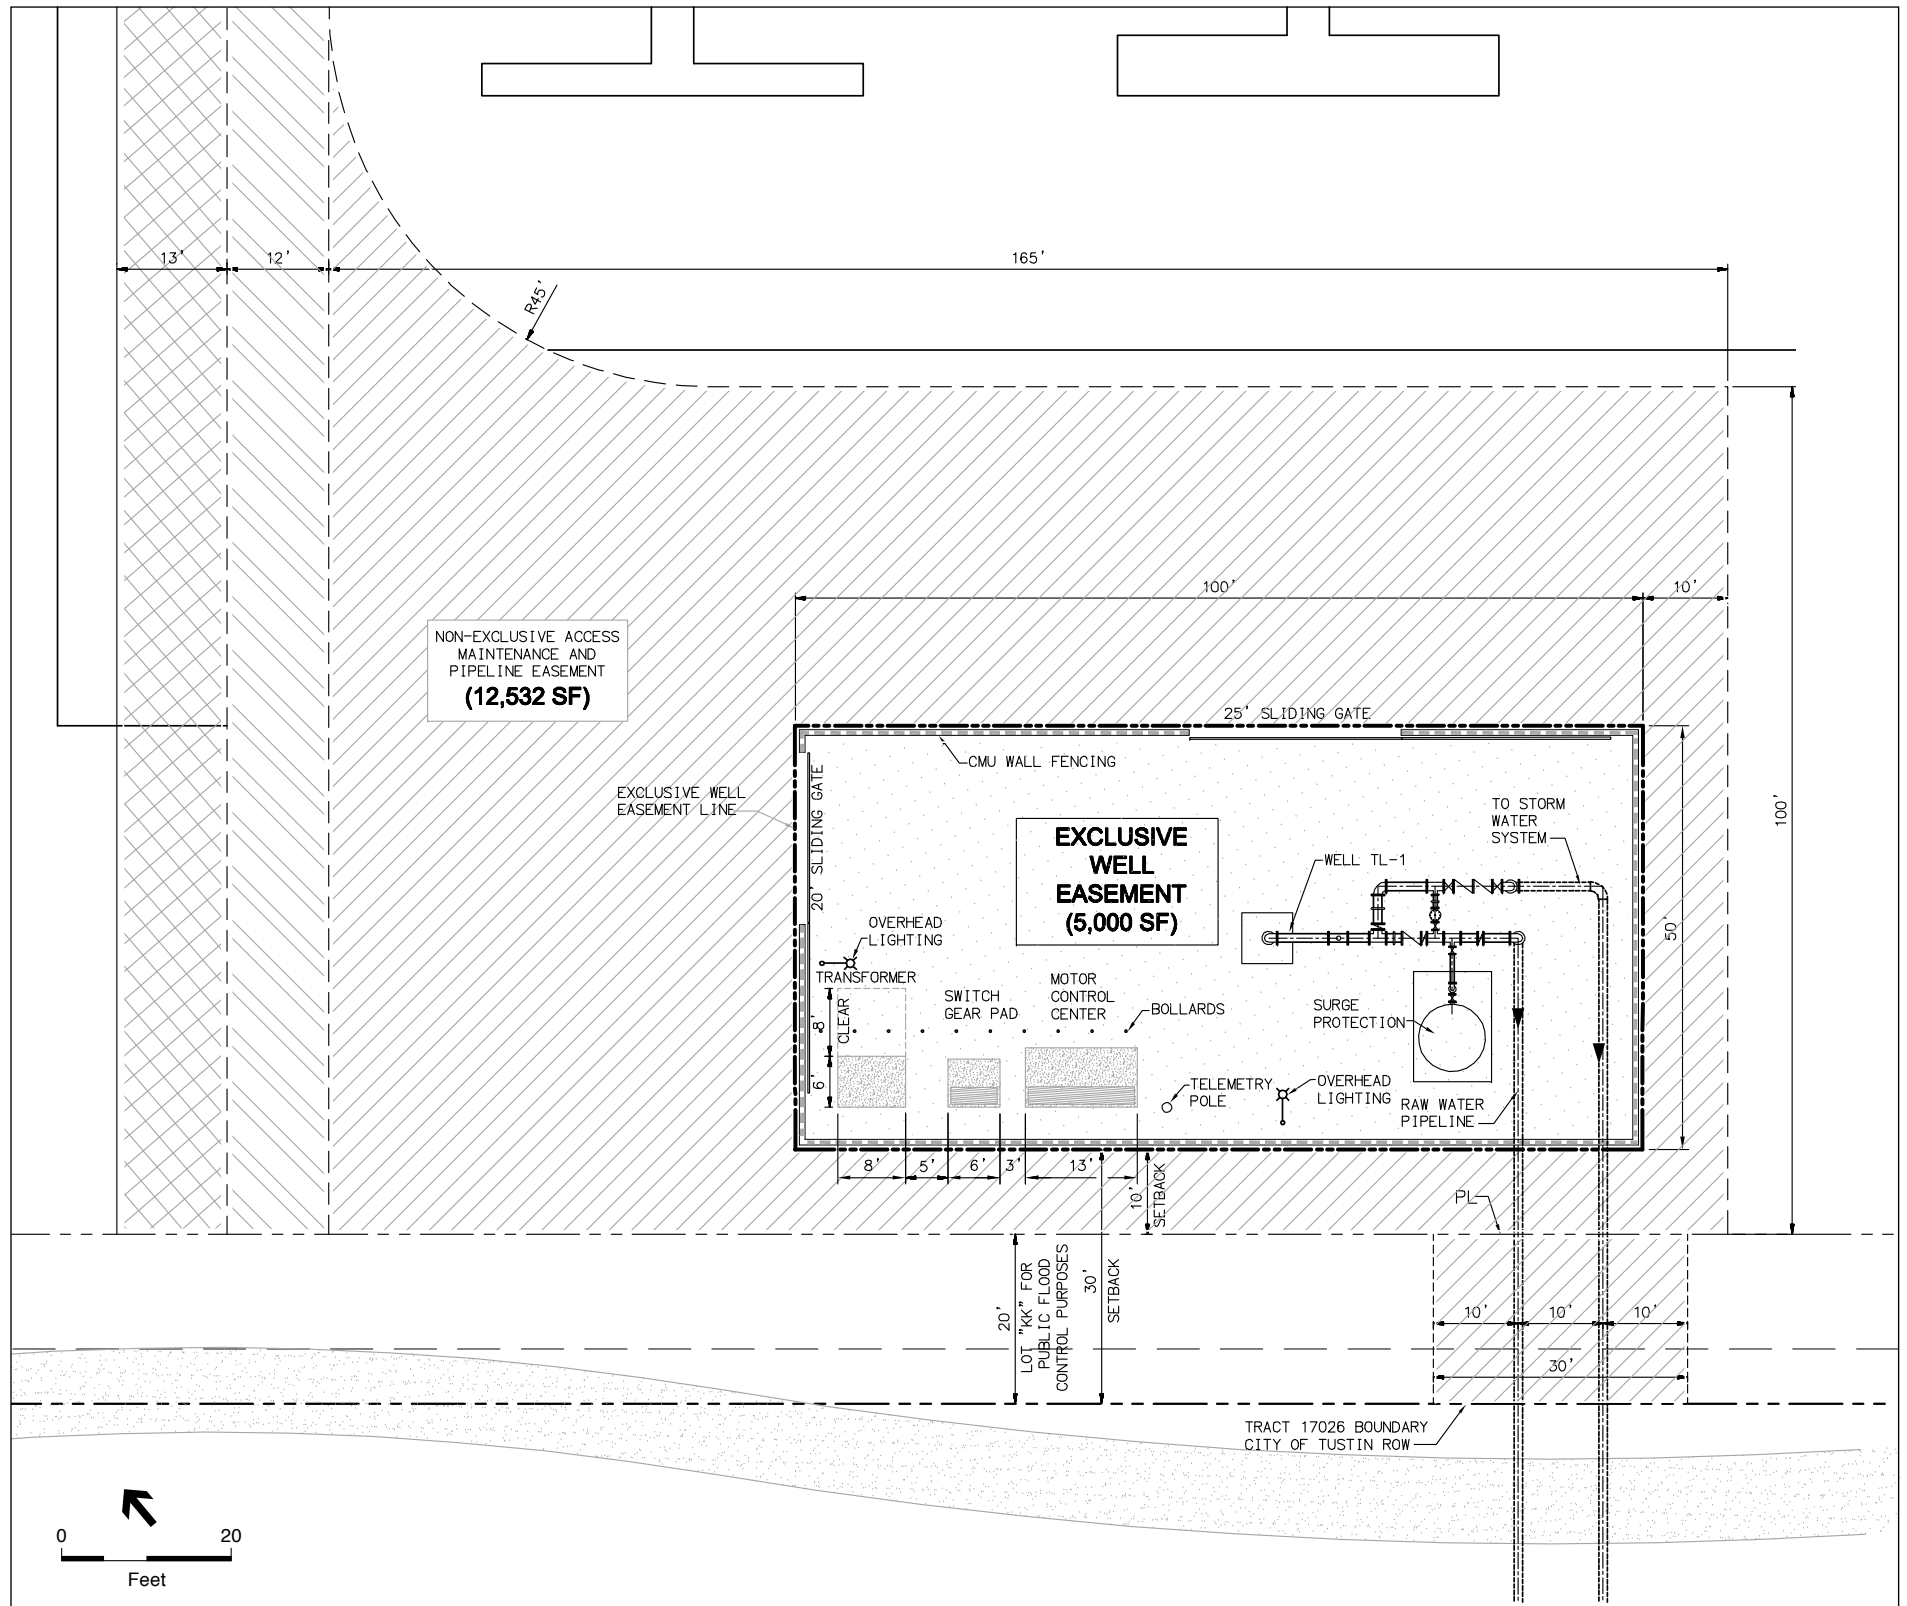 13'
12'
165'
R45'
100'
10'
NON-EXCLUSIVE ACCESS
MAINTENANCE AND
PIPELINE EASEMENT
(12,532 SF)
25' SLIDING GATE
CMU WALL FENCING
EXCLUSIVE WELL
EASEMENT LINE
20' SLIDING GATE
EXCLUSIVE
WELL
EASEMENT
(5,000 SF)
TO STORM
WATER
SYSTEM
WELL TL-1
100'
50'
OVERHEAD
LIGHTING
TRANSFORMER
SWITCH
GEAR PAD
MOTOR
CONTROL
CENTER
BOLLARDS
SURGE
PROTECTION
8'
CLEAR
6'
TELEMETRY
POLE
OVERHEAD
LIGHTING
RAW WATER
PIPELINE
8'
5'
6'
3'
13'
10'
SETBACK
PL
20'
LOT "KK" FOR
PUBLIC FLOOD
CONTROL PURPOSES
30'
SETBACK
10'
10'
10'
30'
TRACT 17026 BOUNDARY
CITY OF TUSTIN ROW
0
20
Feet